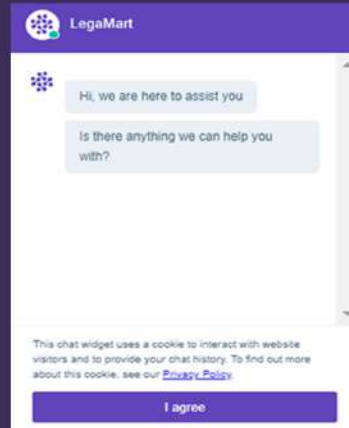 LegaMart
Hi, we are here to assist you
Is there anything we can help you
with?
This chat widget uses a cookie to interact with website
visitors and to provide your chat history. To find out more
about this cookie, see our Privacy Policy.
I agree